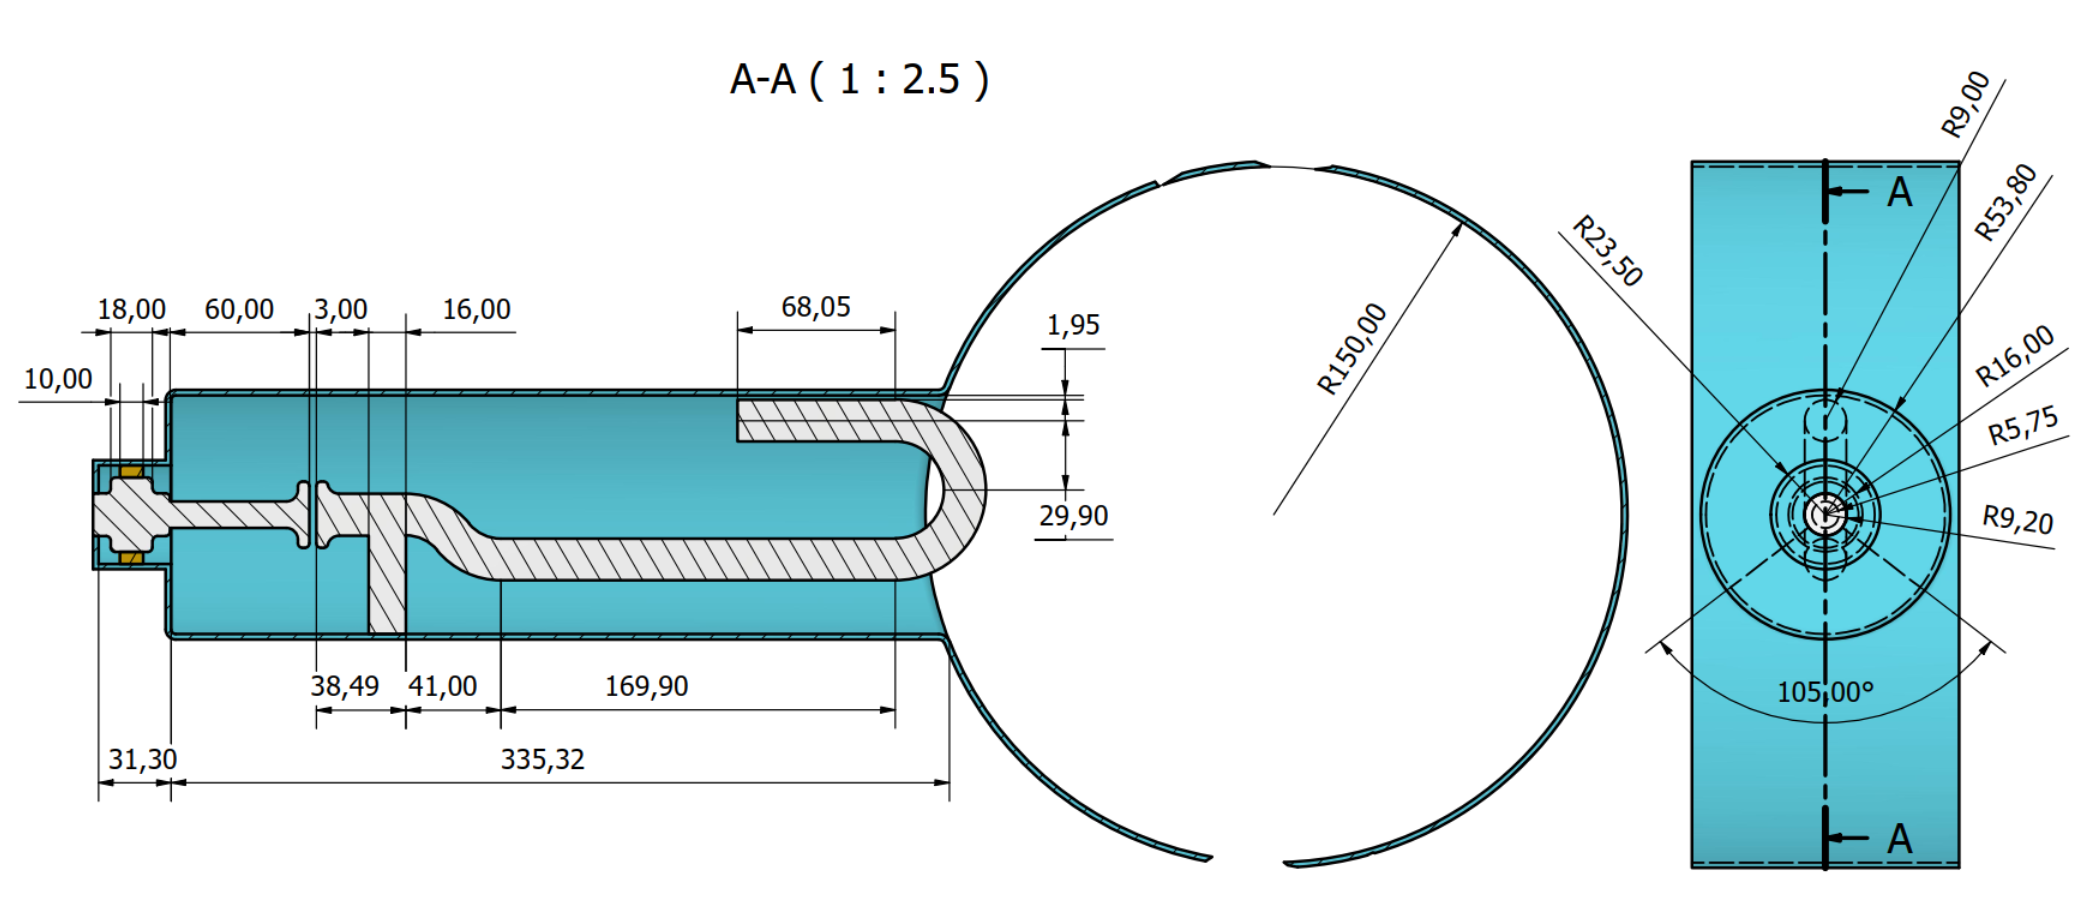 A-A ( 1 : 2.5 )
18,00
60,00
3,00
16,00
68,05
1,95
10,00
R150,00
29,90
38,49
41,00
169,90
31,30
335,32
R9,00
A
R53,80
R23,50
R16,00
R5,75
R9,20
105,00°
A